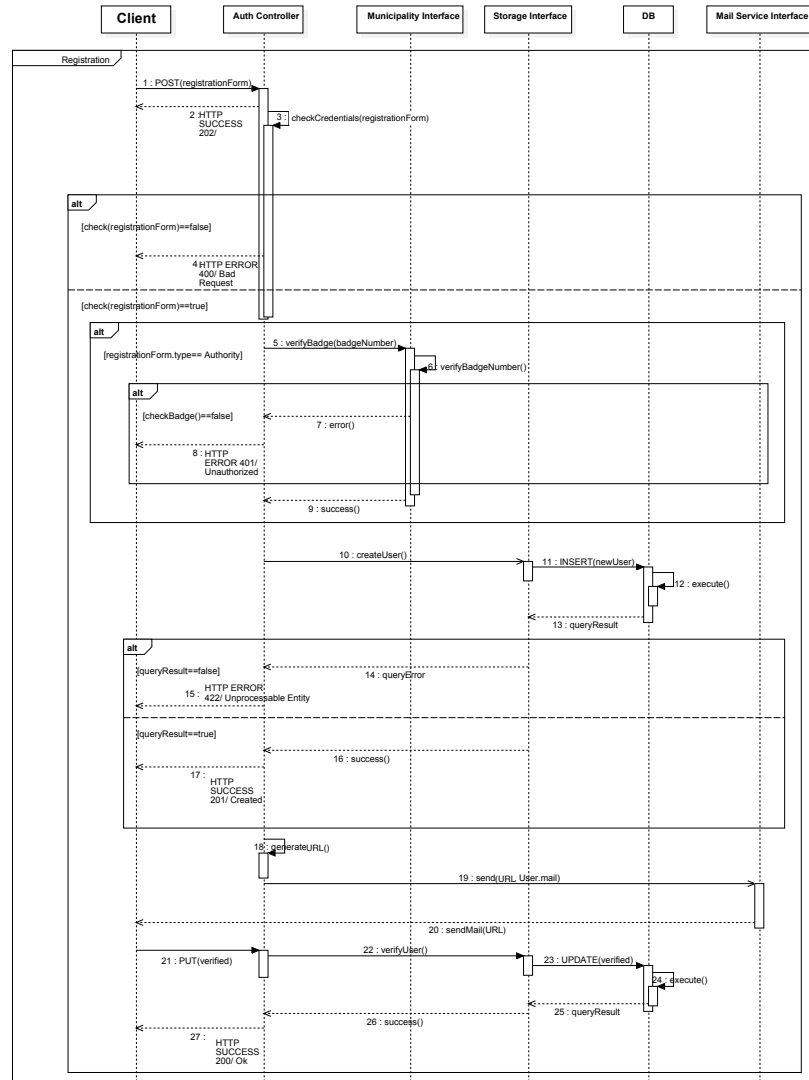 Client
Auth Controller
Municipality Interface
Storage Interface
DB
Mail Service Interface
Registration
1 : POST(registrationForm)
2 : HTTP
SUCCESS
202/
3 : checkCredentials(registrationForm)
alt
[check(registrationForm)==false]
4 HTTP ERROR
400/ Bad
Request
[check(registrationForm)==true]
alt
[registrationForm.type== Authority]
5 : verifyBadge(badgeNumber)
6 : verifyBadgeNumber()
alt
[checkBadge()==false]
7 : error()
8 : HTTP
ERROR 401/
Unauthorized
9 : success()
10 : createUser()
11 : INSERT(newUser)
12 : execute()
13 : queryResult
alt
[queryResult==false]
14 : queryError
15 : HTTP ERROR
422/ Unprocessable Entity
[queryResult==true]
16 : success()
17 :
HTTP
SUCCESS
201/ Created
18 : generateURL()
19 : send(URL, User.mail)
20 : sendMail(URL)
21 : PUT(verified)
22 : verifyUser()
23 : UPDATE(verified)
24 : execute()
25 : queryResult
26 : success()
27 :
HTTP
SUCCESS
200/ Ok